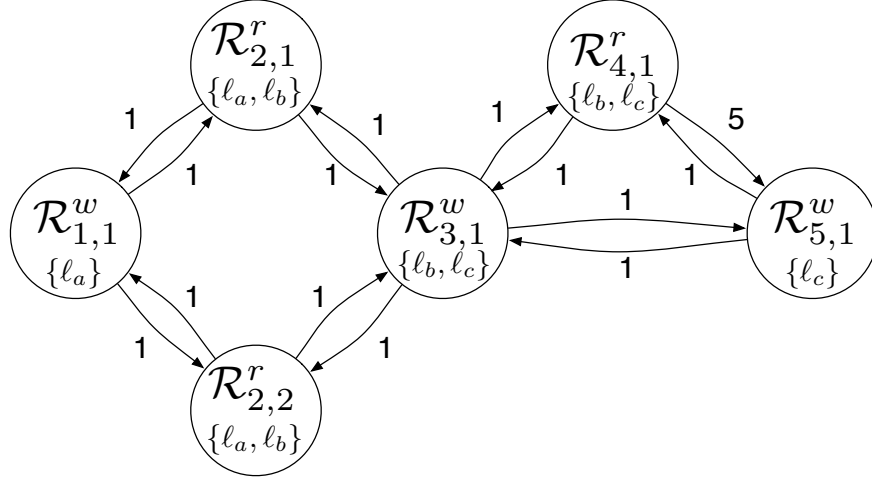 R^r_{2,1}
{ℓ_a, ℓ_b}
R^r_{4,1}
{ℓ_b, ℓ_c}
1
1
1
1
1
1
5
1
R^w_{1,1}
{ℓ_a}
R^w_{3,1}
{ℓ_b, ℓ_c}
1
1
R^w_{5,1}
{ℓ_c}
1
1
1
1
R^r_{2,2}
{ℓ_a, ℓ_b}